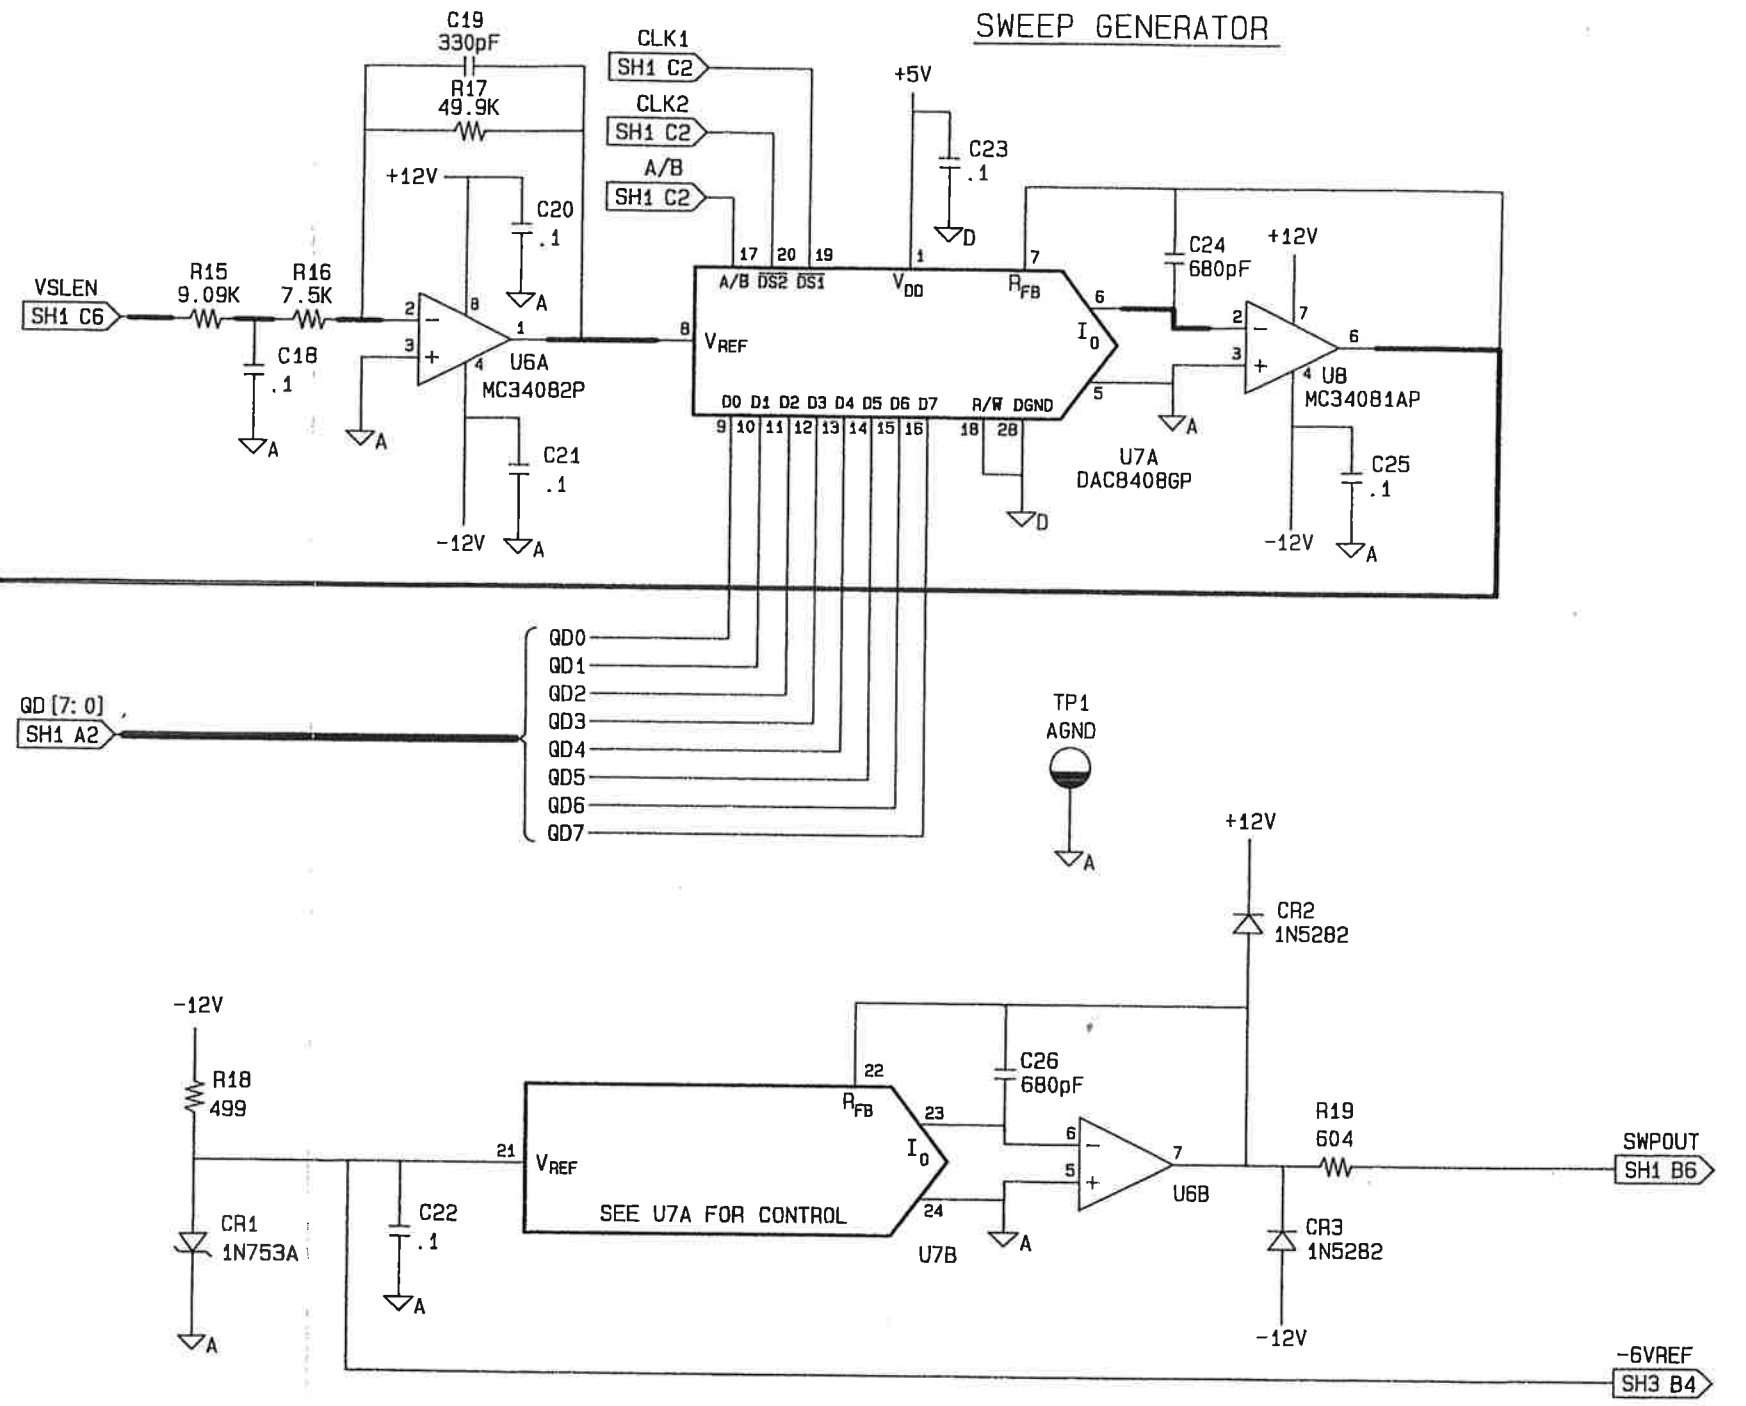 SWEEP GENERATOR
C19
330pF
R17
49.9K
CLK1
SH1 C2
CLK2
SH1 C2
A/B
SH1 C2
+5V
C23
.1
D
+12V
C20
.1
A
VSLEN
SH1 C6
R15
9.09K
R16
7.5K
C18
.1
A
A
2
3
8
1
4
U6A
MC34082P
C21
.1
-12V
A
17 20 19 1 7
A/B DS2 DS1 VDD RFB
8
VREF
IO
6
5
D0 D1 D2 D3 D4 D5 D6 D7 R/W DGND
9 10 11 12 13 14 15 16 18 28
D
U7A
DAC8408GP
C24
680pF
+12V
2
3
7
6
4
A
U8
MC34081AP
C25
.1
-12V
A
QD [7:0]
SH1 A2
QD0
QD1
QD2
QD3
QD4
QD5
QD6
QD7
TP1
AGND
A
+12V
CR2
1N5282
-12V
R18
499
CR1
1N753A
A
C22
.1
A
21
VREF
22
RFB
23
IO
24
SEE U7A FOR CONTROL
U7B
C26
680pF
6
5
7
A
U6B
R19
604
SWPOUT
SH1 B6
CR3
1N5282
-12V
-6VREF
SH3 B4